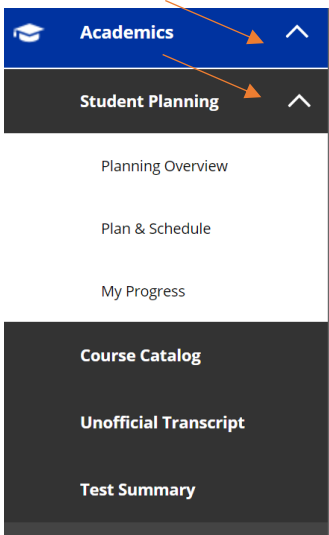 Academics
Student Planning
Planning Overview
Plan & Schedule
My Progress
Course Catalog
Unofficial Transcript
Test Summary